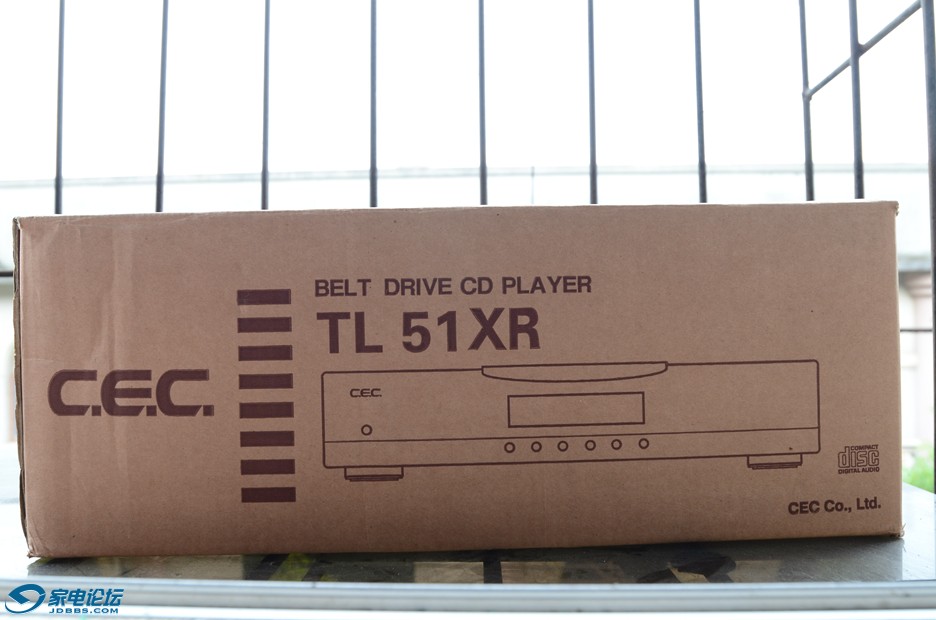 BELT DRIVE CD PLAYER
TL 51XR
C.E.C.
C.E.C.
COMPACT
disc
DIGITAL AUDIO
CEC Co., Ltd.
家电论坛
JDBBS.COM